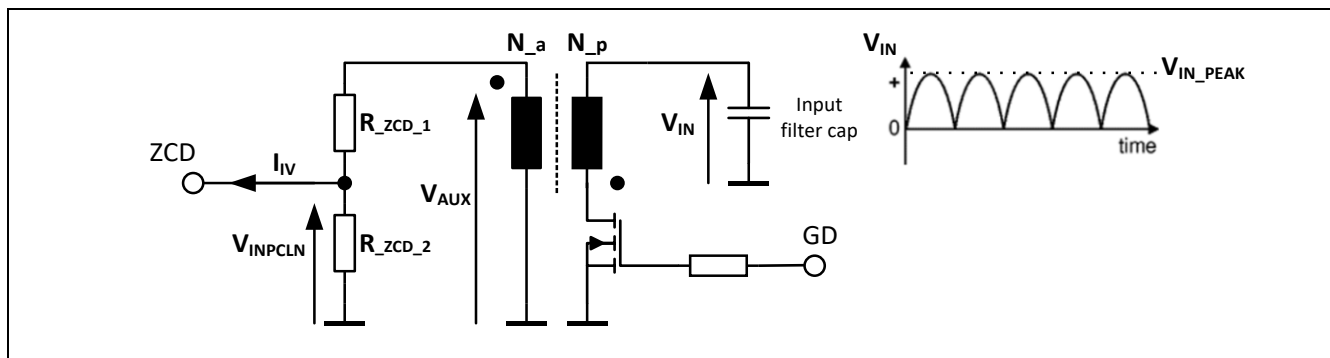 N_a
N_p
V_IN
V_IN_PEAK
+
0
time
R_ZCD_1
ZCD
I_IV
V_AUX
V_IN
Input
filter cap
V_INPCLN
R_ZCD_2
GD